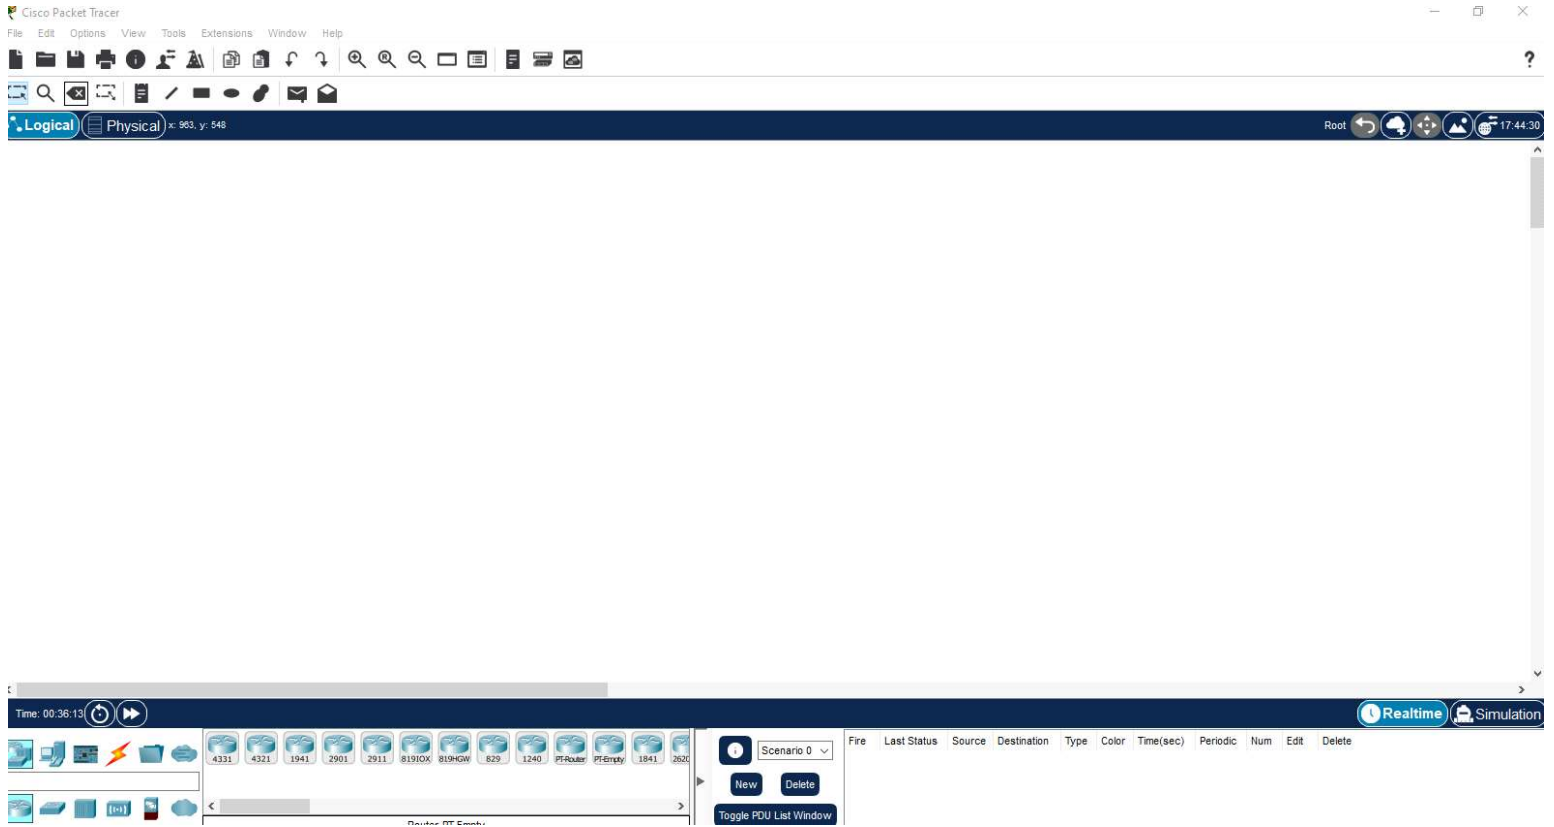 Cisco Packet Tracer
File Edit Options View Tools Extensions Window Help
?
Logical Physical x: 963, y: 548 Root 17:44:30
Time: 00:36:13 Realtime Simulation
4331 4321 1941 2901 2911 819IOX 819HGW 829 1240 PT-Router PT-Empty 1841 2620
Scenario 0
New Delete
Toggle PDU List Window
Fire Last Status Source Destination Type Color Time(sec) Periodic Num Edit Delete